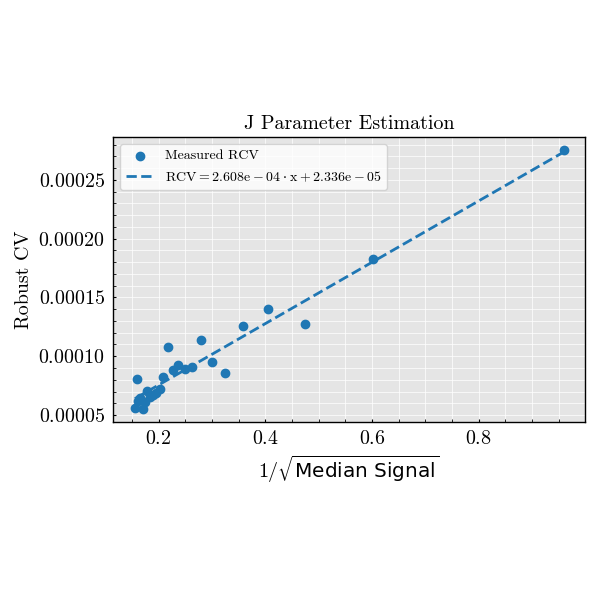 J Parameter Estimation
Measured RCV
RCV = 2.608e − 04 · x + 2.336e − 05
Robust CV
0.00025
0.00020
0.00015
0.00010
0.00005
0.2 0.4 0.6 0.8
1/√Median Signal